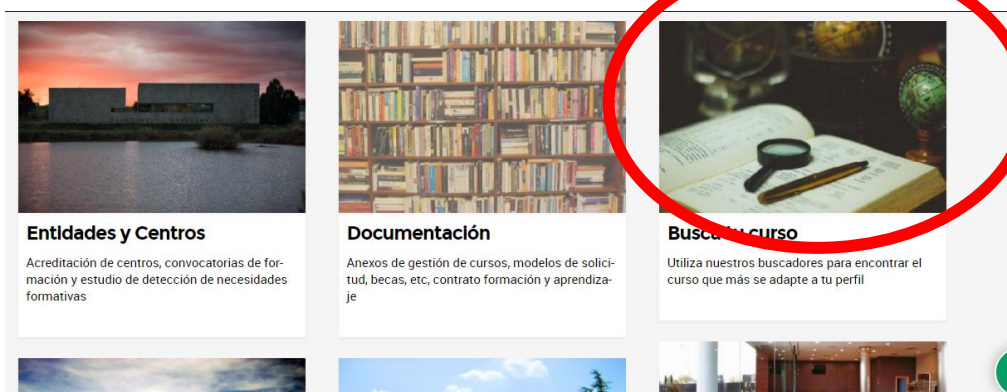 Entidades y Centros
Acreditación de centros, convocatorias de for-
mación y estudio de detección de necesidades
formativas
Documentación
Anexos de gestión de cursos, modelos de solici-
tud, becas, etc, contrato formación y aprendiza-
je
Busca tu curso
Utiliza nuestros buscadores para encontrar el
curso que más se adapte a tu perfil